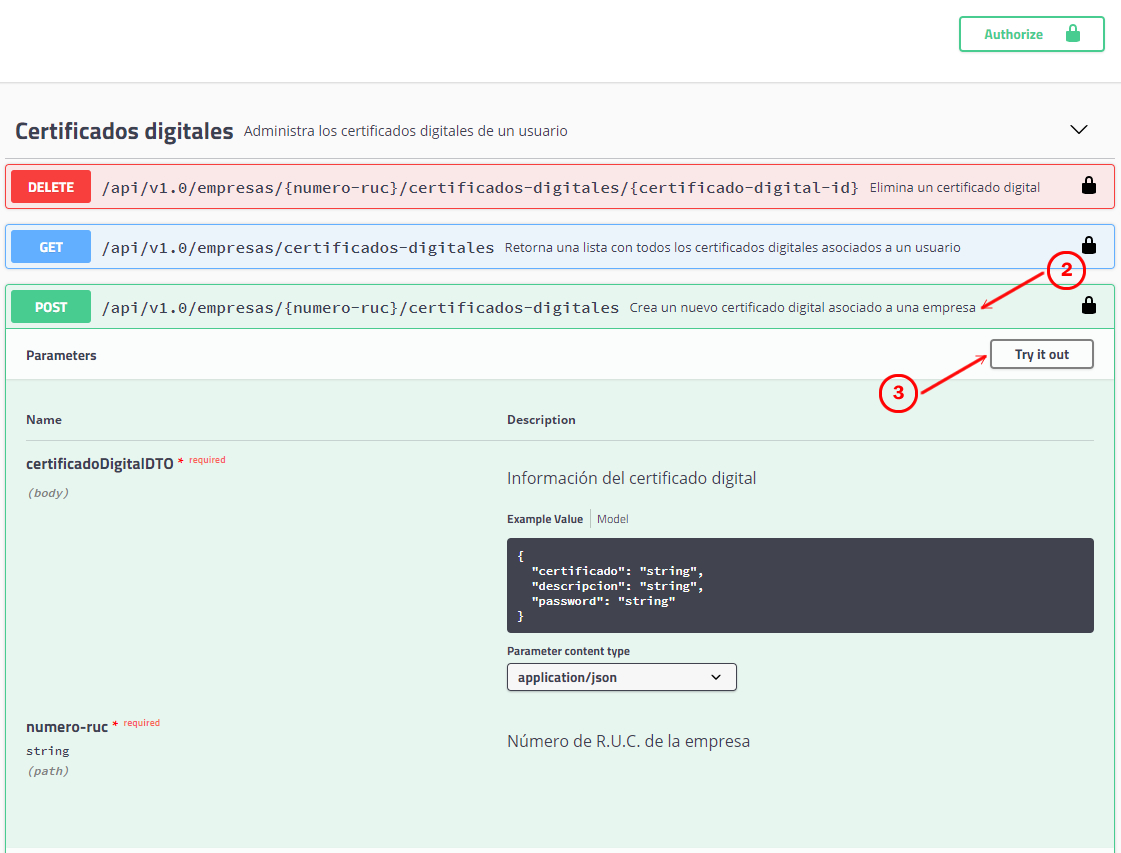 Authorize
Certificados digitales Administra los certificados digitales de un usuario
DELETE /api/v1.0/empresas/{numero-ruc}/certificados-digitales/{certificado-digital-id} Elimina un certificado digital
GET /api/v1.0/empresas/certificados-digitales Retorna una lista con todos los certificados digitales asociados a un usuario
2
POST /api/v1.0/empresas/{numero-ruc}/certificados-digitales Crea un nuevo certificado digital asociado a una empresa
Parameters Try it out
3
Name Description
certificadoDigitalDTO * required
(body)
Información del certificado digital
Example Value Model
{
"certificado": "string",
"descripcion": "string",
"password": "string"
}
Parameter content type
application/json
numero-ruc * required
string
(path)
Número de R.U.C. de la empresa